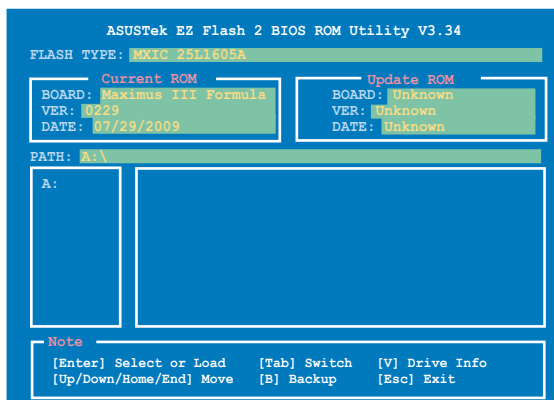 ASUSTek EZ Flash 2 BIOS ROM Utility V3.34
FLASH TYPE: MXIC 25L1605A
Current ROM
BOARD: Maximus III Formula
VER: 0229
DATE: 07/29/2009
Update ROM
BOARD: Unknown
VER: Unknown
DATE: Unknown
PATH: A:\
A:
Note
[Enter] Select or Load [Tab] Switch [V] Drive Info
[Up/Down/Home/End] Move [B] Backup [Esc] Exit